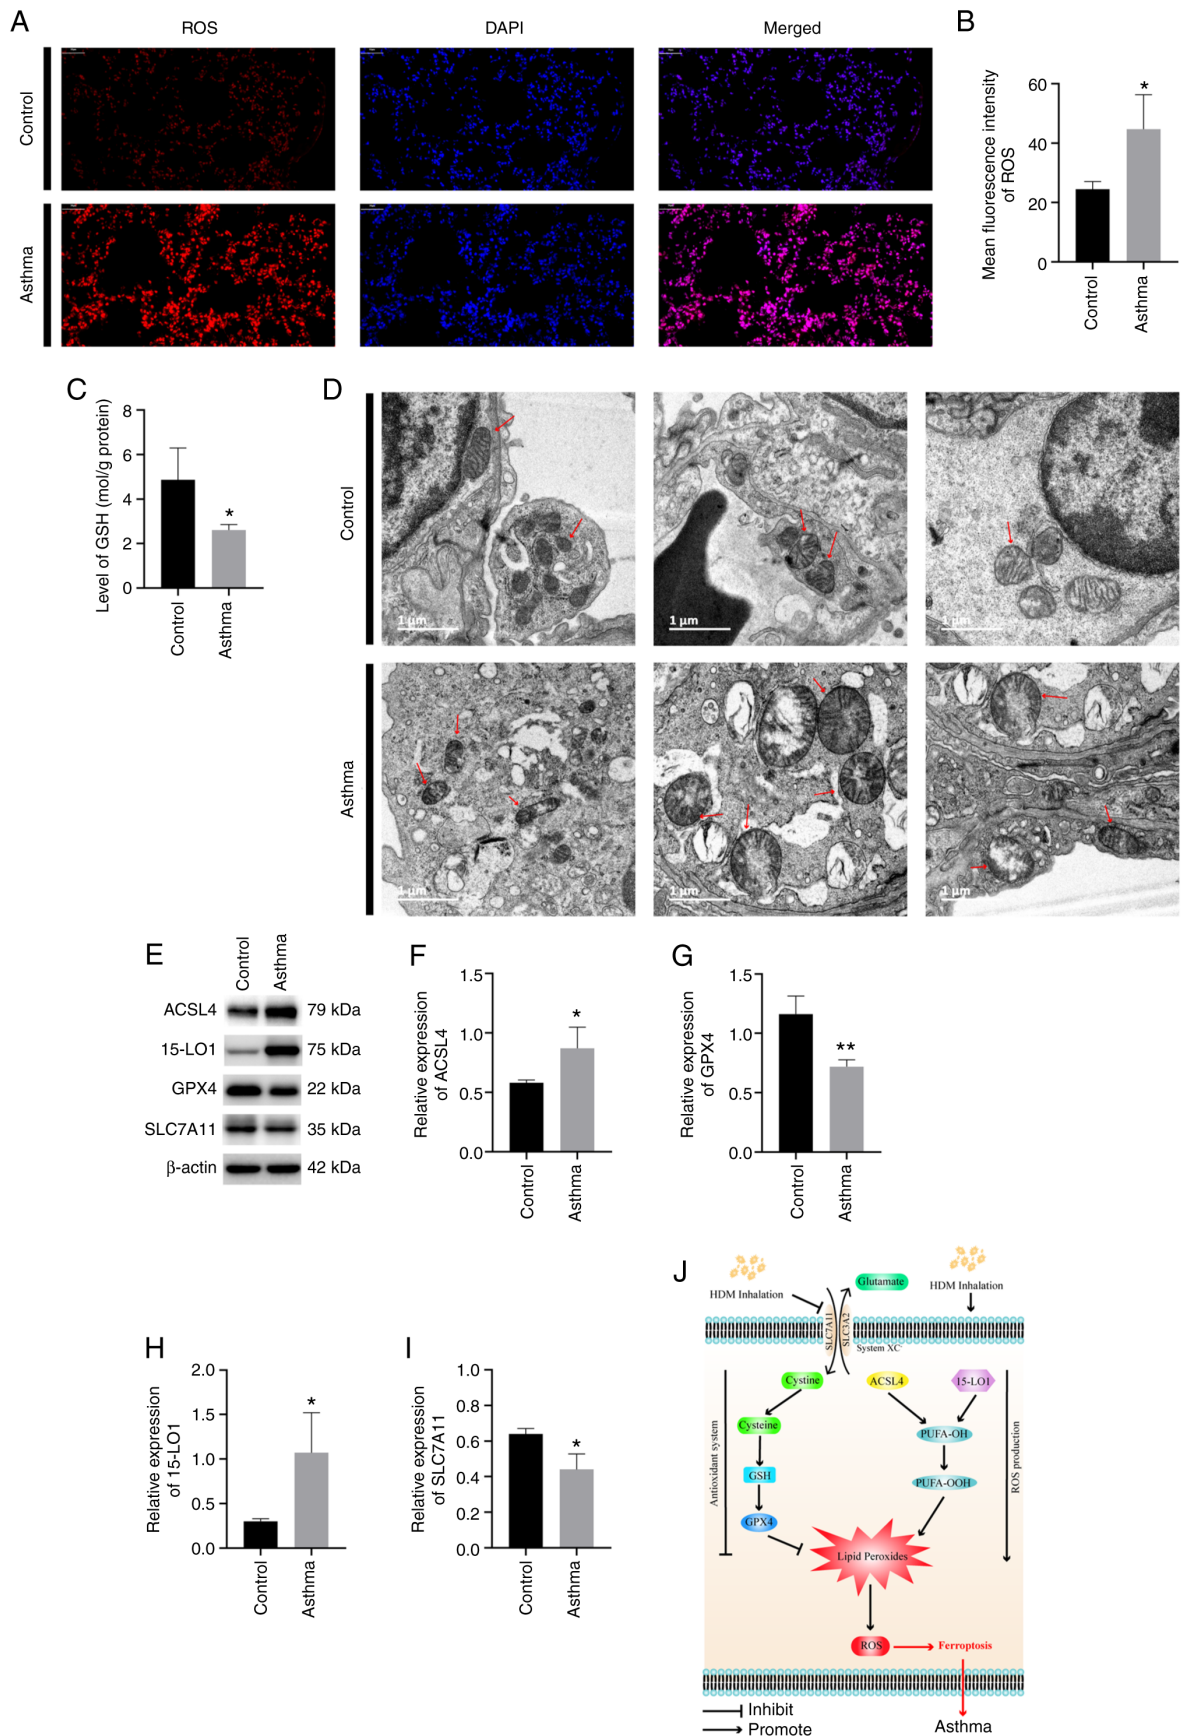 A
ROS
DAPI
Merged
Control
Asthma
B
Mean fluorescence intensity
of ROS
60
40
20
0
*
Control
Asthma
C
Level of GSH (mol/g protein)
8
6
4
2
0
*
Control
Asthma
D
Control
1 µm
1 µm
1 µm
Asthma
1 µm
1 µm
1 µm
E
Control
Asthma
ACSL4 79 kDa
15-LO1 75 kDa
GPX4 22 kDa
SLC7A11 35 kDa
β-actin 42 kDa
F
Relative expression
of ACSL4
1.5
1.0
0.5
0.0
*
Control
Asthma
G
Relative expression
of GPX4
1.5
1.0
0.5
0.0
**
Control
Asthma
H
Relative expression
of 15-LO1
2.0
1.5
1.0
0.5
0.0
*
Control
Asthma
I
Relative expression
of SLC7A11
1.0
0.8
0.6
0.4
0.2
0.0
*
Control
Asthma
J
HDM Inhalation
Glutamate
HDM Inhalation
SLC7A11
SLC3A2
System XC-
Cystine
ACSL4
15-LO1
Cysteine
PUFA-OH
GSH
PUFA-OOH
GPX4
Antioxidant system
ROS production
Lipid Peroxides
ROS
Ferroptosis
Inhibit
Promote
Asthma